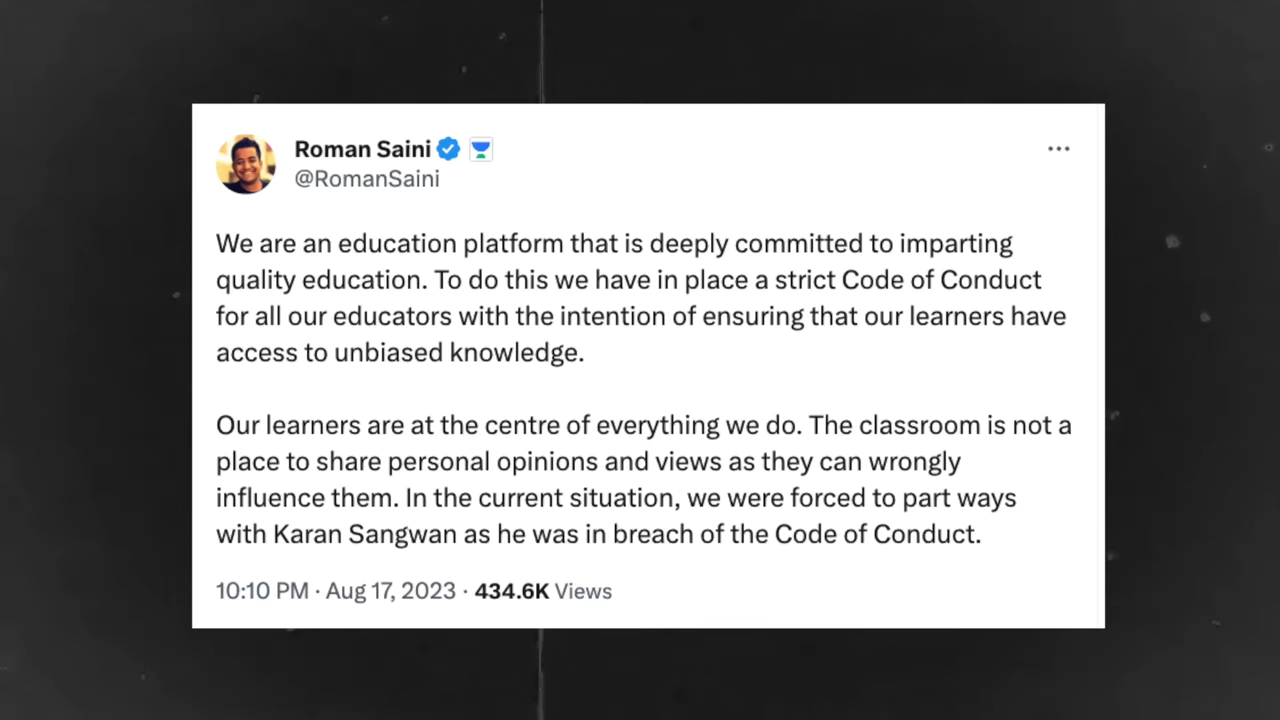 Roman Saini
@RomanSaini
We are an education platform that is deeply committed to imparting
quality education. To do this we have in place a strict Code of Conduct
for all our educators with the intention of ensuring that our learners have
access to unbiased knowledge.
Our learners are at the centre of everything we do. The classroom is not a
place to share personal opinions and views as they can wrongly
influence them. In the current situation, we were forced to part ways
with Karan Sangwan as he was in breach of the Code of Conduct.
10:10 PM · Aug 17, 2023 · 434.6K Views